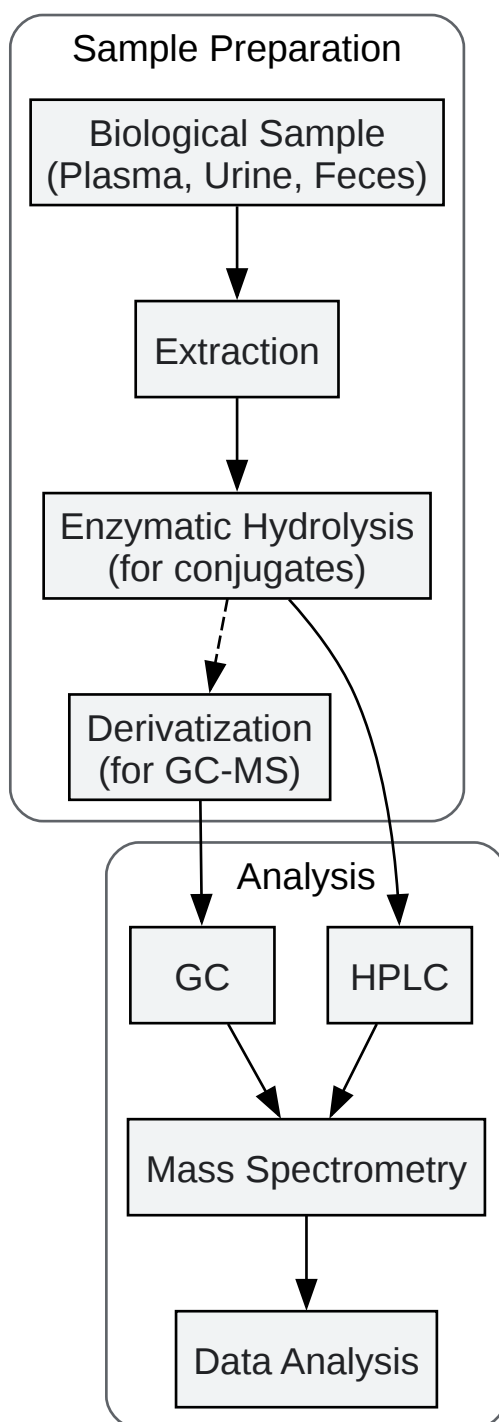 Sample Preparation
Biological Sample
(Plasma, Urine, Feces)
Extraction
Enzymatic Hydrolysis
(for conjugates)
Derivatization
(for GC-MS)
Analysis
GC
HPLC
Mass Spectrometry
Data Analysis